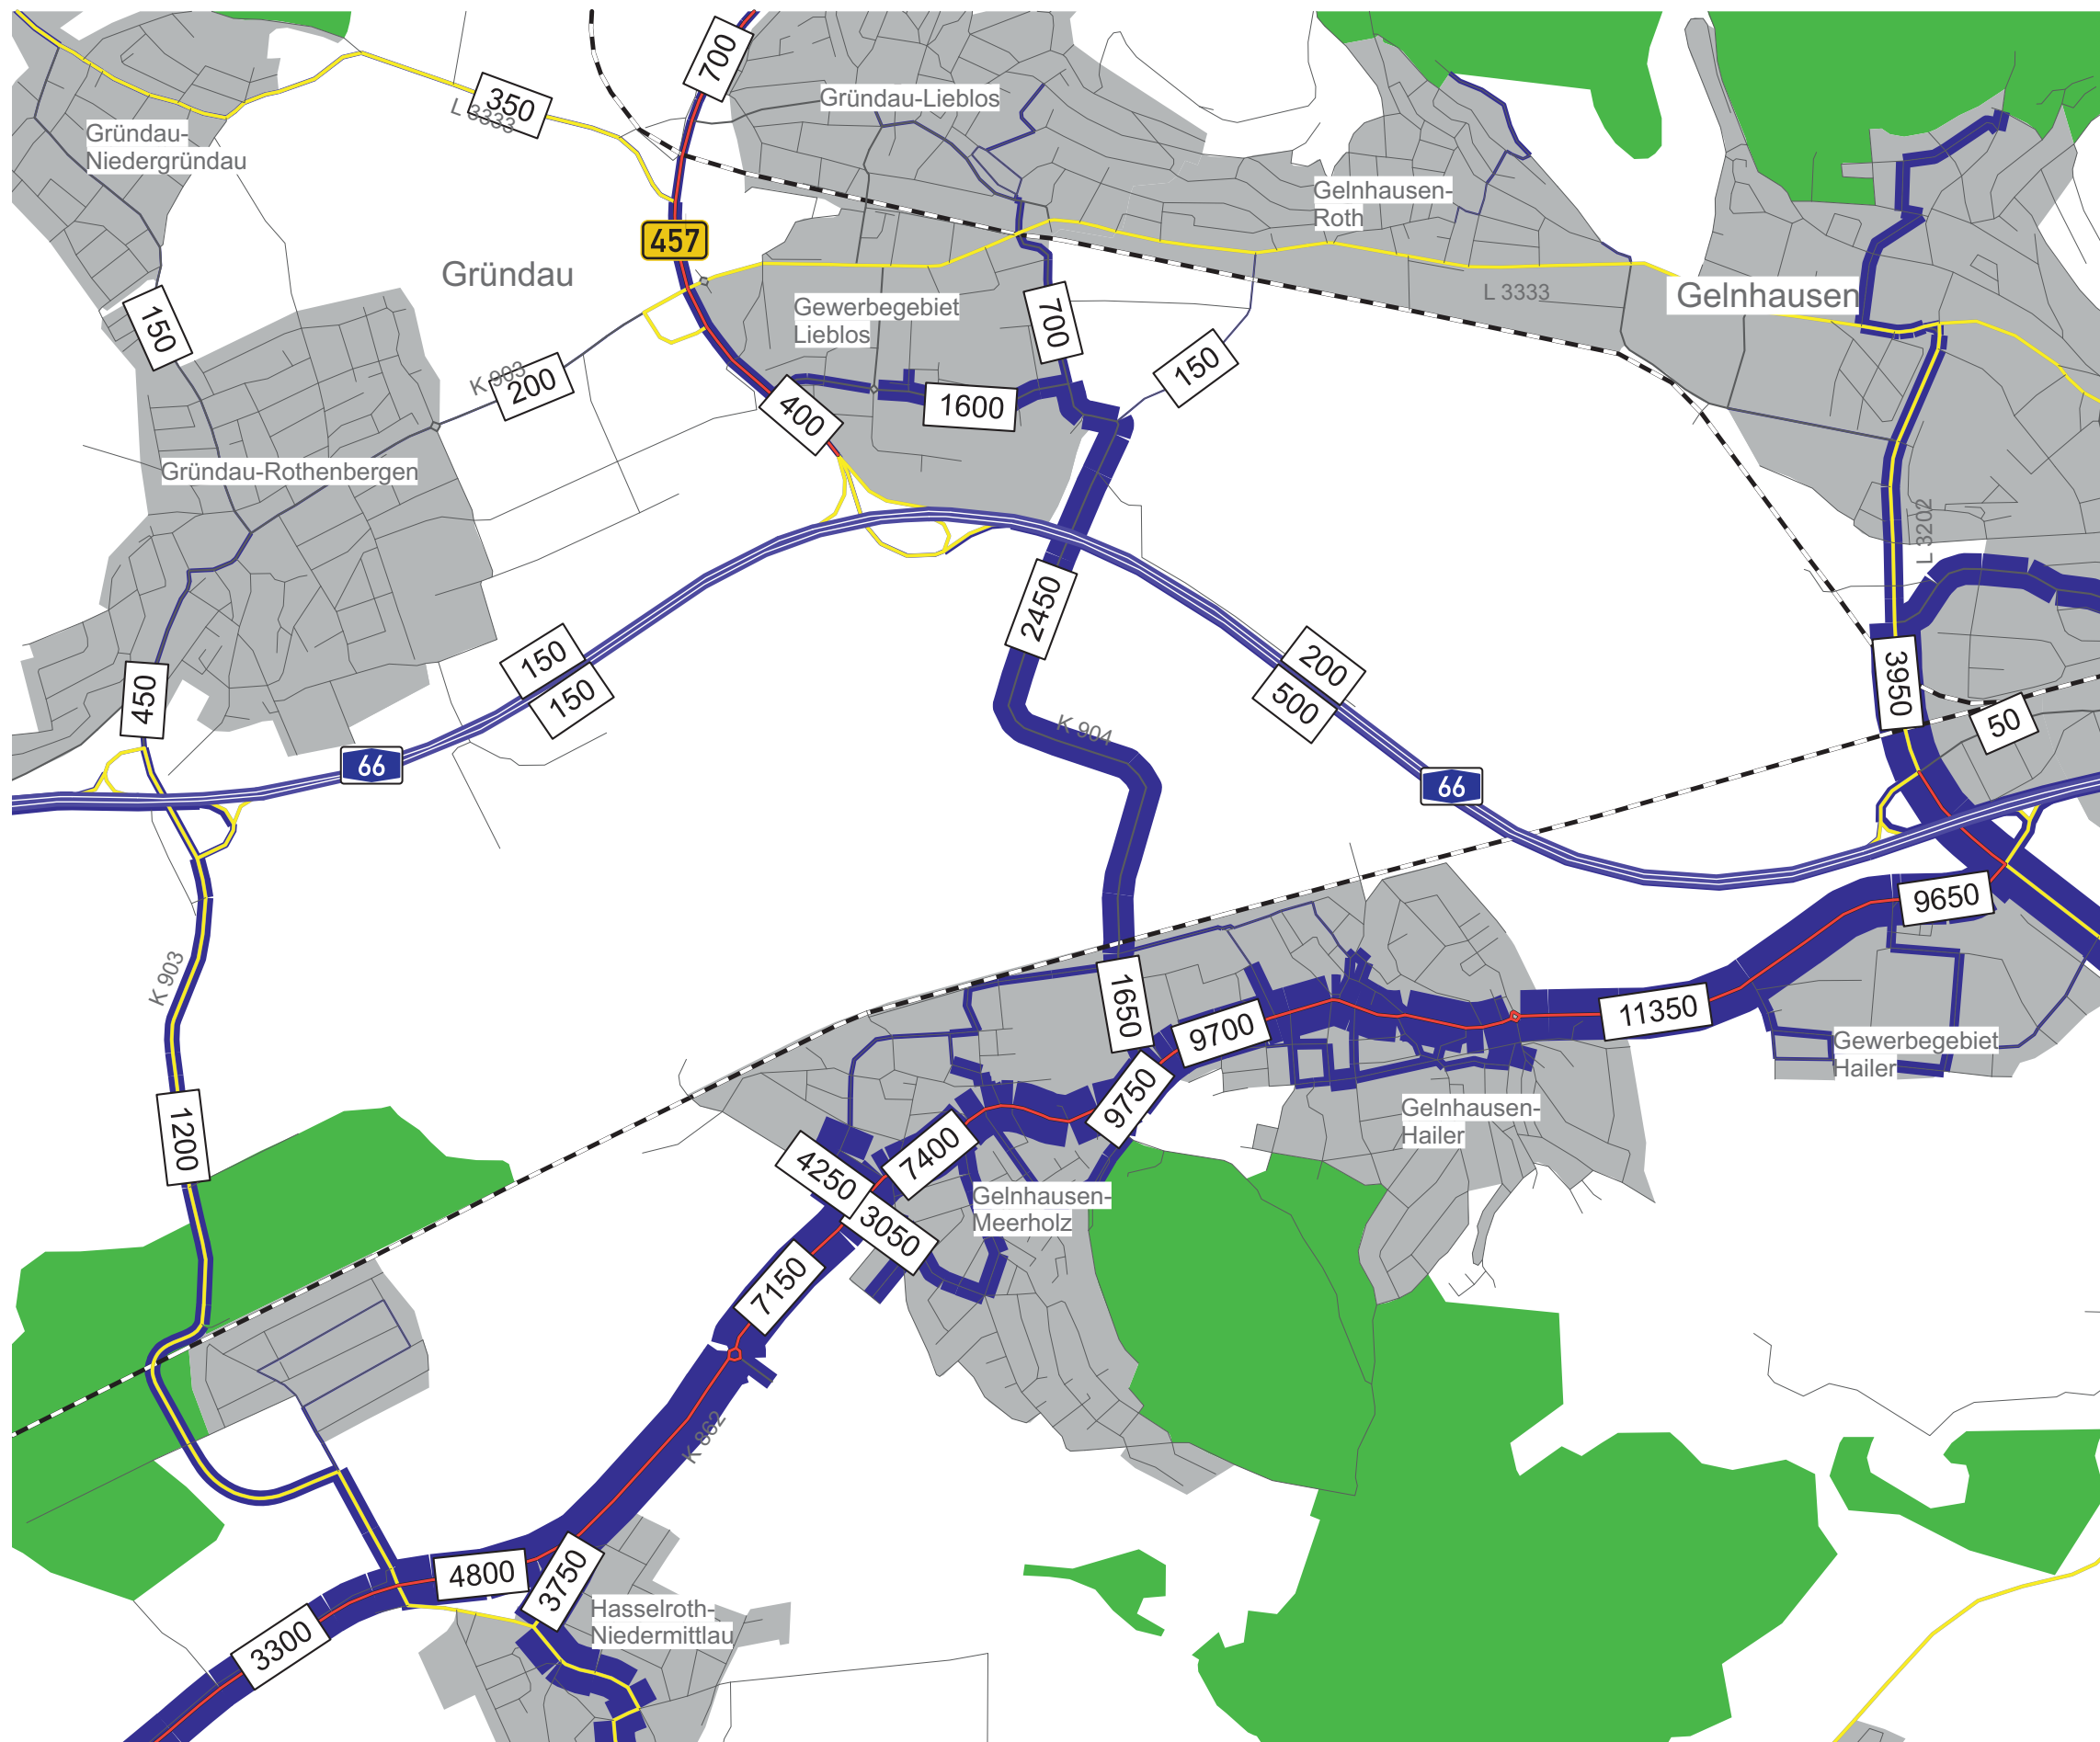 700
Gründau-Lieblos
350
L 3333
Gründau-
Niedergründau
Gelnhausen-
Roth
457
Gründau
L 3333
Gelnhausen
Gewerbegebiet
Lieblos
150
700
150
K 903
200
400
1600
Gründau-Rothenbergen
L 3202
2450
150
150
200
500
3950
450
50
K 904
66
66
9650
K 903
1650
9700
11350
Gewerbegebiet
Hailer
9750
Gelnhausen-
Hailer
1200
7400
4250
3050
Gelnhausen-
Meerholz
7150
K 862
4800
3750
3300
Hasselroth-
Niedermittlau